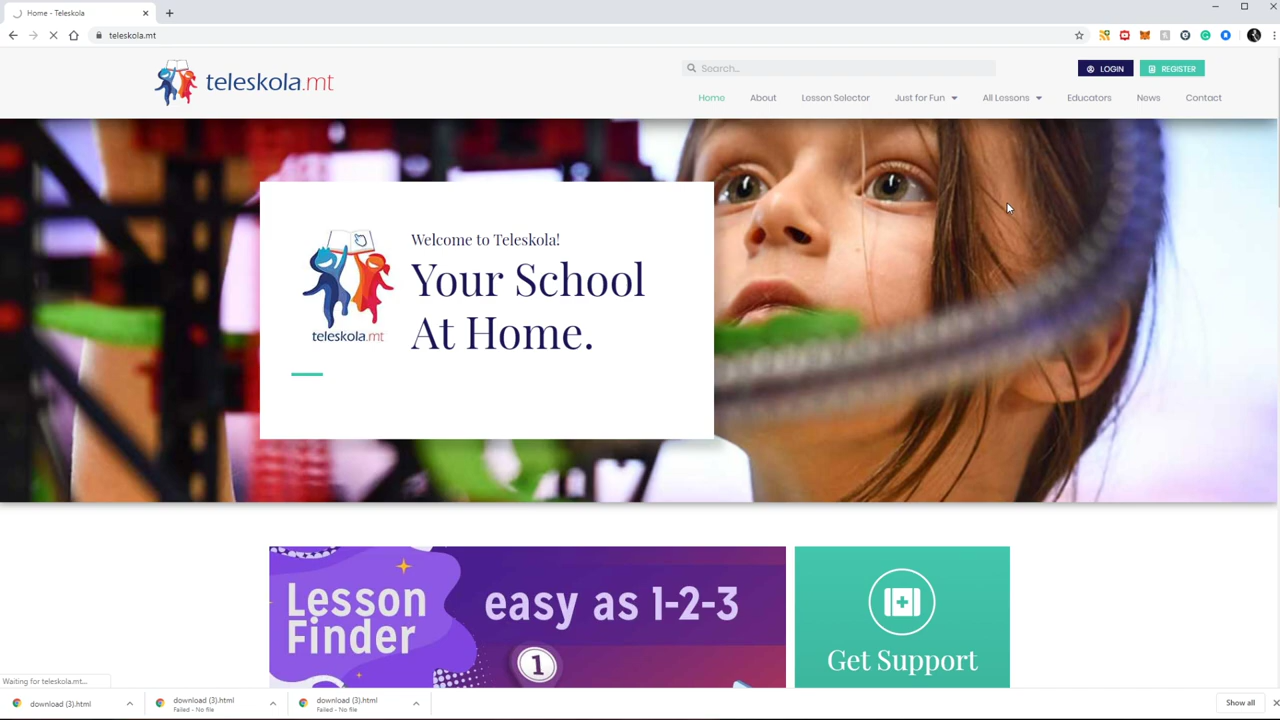 Home - Teleskola
teleskola.mt
teleskola.mt
Search...
LOGIN
REGISTER
Home
About
Lesson Selector
Just for Fun
All Lessons
Educators
News
Contact
Welcome to Teleskola!
Your School
At Home.
teleskola.mt
Lesson
Finder
easy as 1-2-3
1
Get Support
Waiting for teleskola.mt...
download (3).html
download (3).html
Failed - No file
download (3).html
Failed - No file
Show all